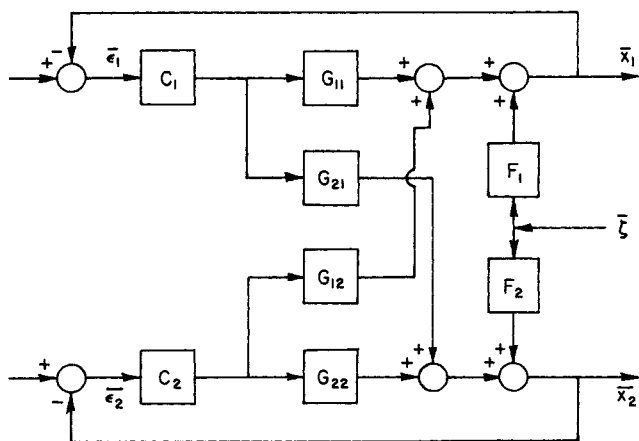 − + ε̄₁ C₁ G₁₁ + + + + x̄₁
G₂₁ F₁
ζ̄
G₁₂ F₂
+ − ε̄₂ C₂ G₂₂ + + + + x̄₂